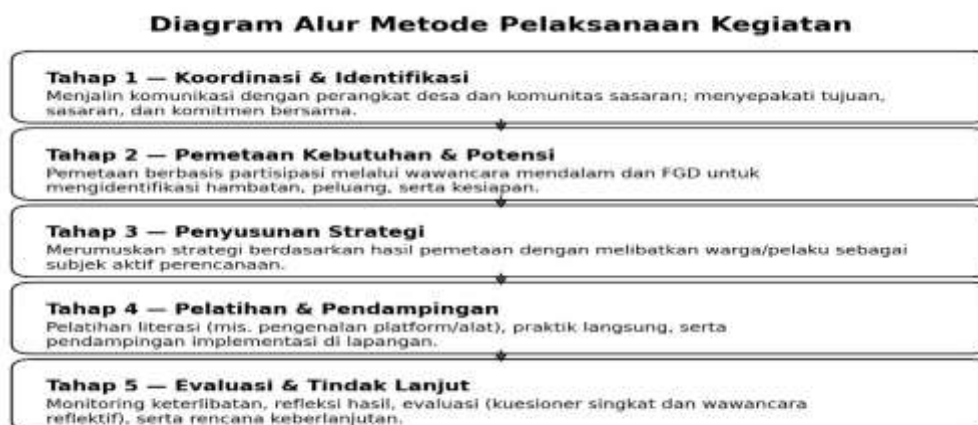 Diagram Alur Metode Pelaksanaan Kegiatan
Tahap 1 — Koordinasi & Identifikasi
Menjalin komunikasi dengan perangkat desa dan komunitas sasaran; menyepakati tujuan,
sasaran, dan komitmen bersama.
Tahap 2 — Pemetaan Kebutuhan & Potensi
Pemetaan berbasis partisipasi melalui wawancara mendalam dan FGD untuk
mengidentifikasi hambatan, peluang, serta kesiapan.
Tahap 3 — Penyusunan Strategi
Merumuskan strategi berdasarkan hasil pemetaan dengan melibatkan warga/pelaku sebagai
subjek aktif perencanaan.
Tahap 4 — Pelatihan & Pendampingan
Pelatihan literasi (mis. pengenalan platform/alat), praktik langsung, serta
pendampingan implementasi di lapangan.
Tahap 5 — Evaluasi & Tindak Lanjut
Monitoring keterlibatan, refleksi hasil, evaluasi (kuesioner singkat dan wawancara
reflektif), serta rencana keberlanjutan.